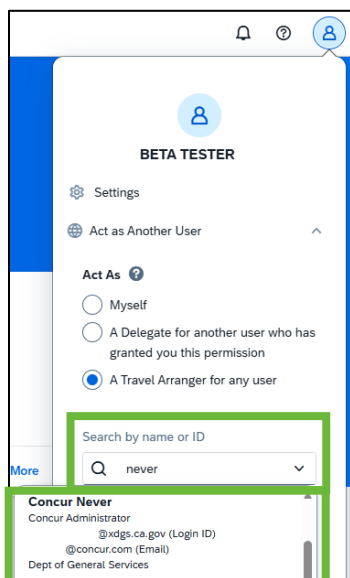 BETA TESTER
Settings
Act as Another User
Act As ?
Myself
A Delegate for another user who has
granted you this permission
A Travel Arranger for any user
Search by name or ID
More
never
Concur Never
Concur Administrator
@xdgs.ca.gov (Login ID)
@concur.com (Email)
Dept of General Services